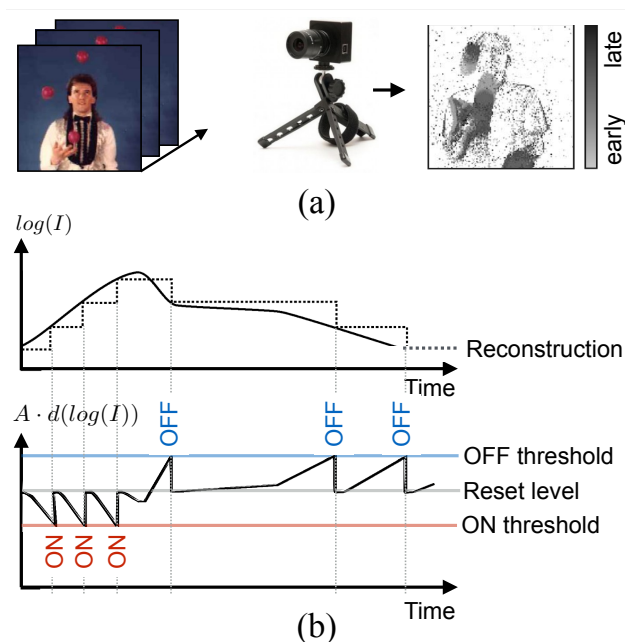 late
early
(a)
log(I)
Reconstruction
Time
A · d(log(I))
OFF
OFF
OFF
OFF threshold
Reset level
ON threshold
ON
ON
ON
Time
(b)